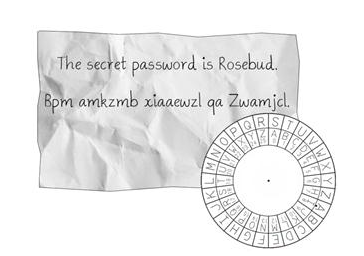 The secret password is Rosebud.
Bpm amkzmb xiaaewzl qa Zwamjcl.